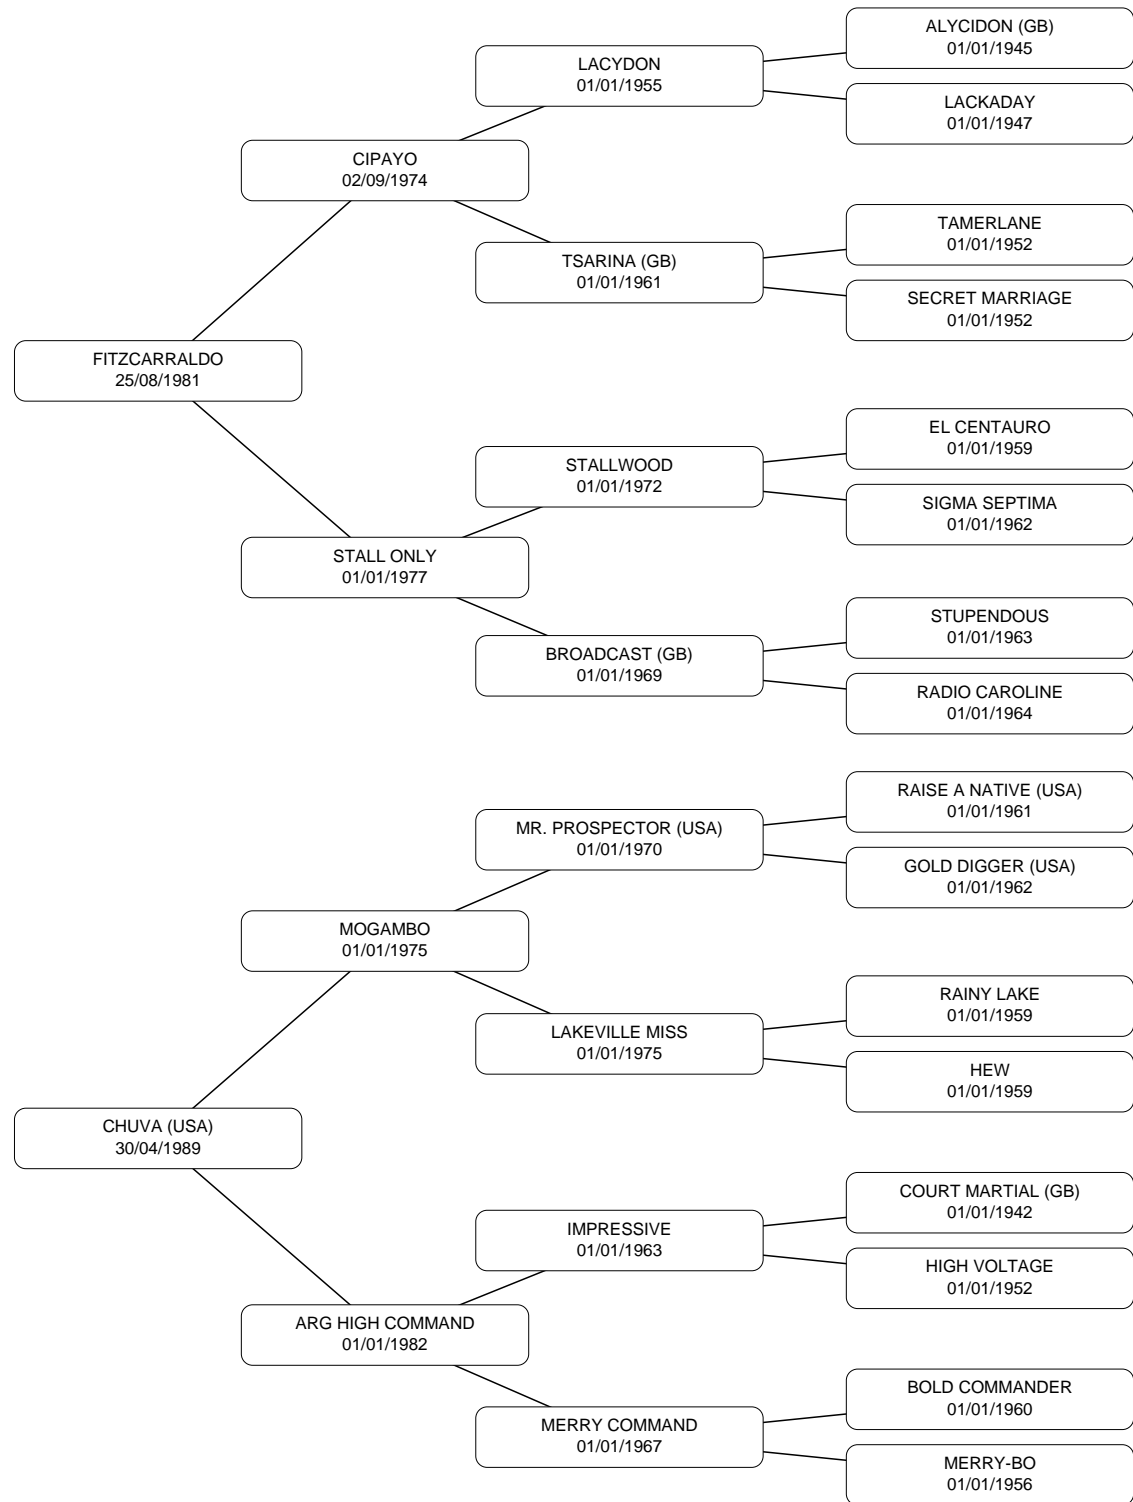 ALYCIDON (GB)
01/01/1945
LACYDON
01/01/1955
LACKADAY
01/01/1947
CIPAYO
02/09/1974
TAMERLANE
01/01/1952
TSARINA (GB)
01/01/1961
SECRET MARRIAGE
01/01/1952
FITZCARRALDO
25/08/1981
EL CENTAURO
01/01/1959
STALLWOOD
01/01/1972
SIGMA SEPTIMA
01/01/1962
STALL ONLY
01/01/1977
STUPENDOUS
01/01/1963
BROADCAST (GB)
01/01/1969
RADIO CAROLINE
01/01/1964
RAISE A NATIVE (USA)
01/01/1961
MR. PROSPECTOR (USA)
01/01/1970
GOLD DIGGER (USA)
01/01/1962
MOGAMBO
01/01/1975
RAINY LAKE
01/01/1959
LAKEVILLE MISS
01/01/1975
HEW
01/01/1959
CHUVA (USA)
30/04/1989
COURT MARTIAL (GB)
01/01/1942
IMPRESSIVE
01/01/1963
HIGH VOLTAGE
01/01/1952
ARG HIGH COMMAND
01/01/1982
BOLD COMMANDER
01/01/1960
MERRY COMMAND
01/01/1967
MERRY-BO
01/01/1956